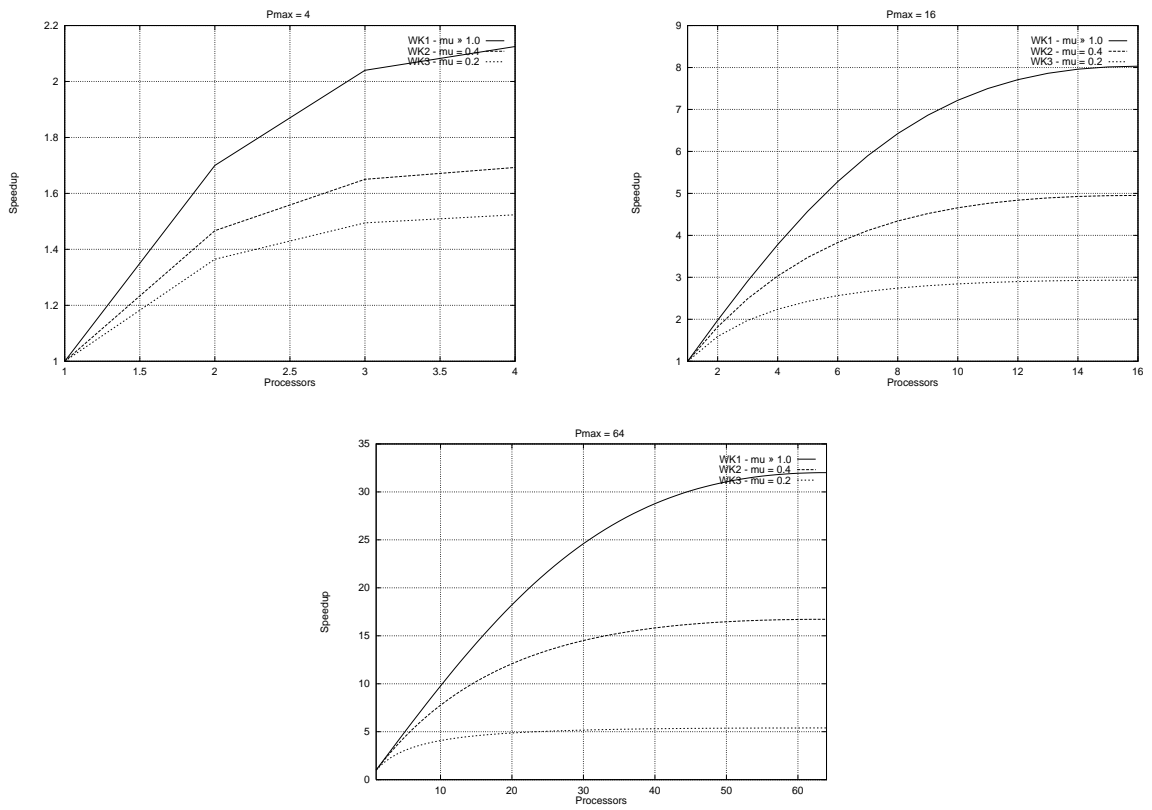 Pmax = 4
2.2
2
1.8
1.6
1.4
1.2
1
Speedup
WK1 - mu » 1.0
WK2 - mu = 0.4
WK3 - mu = 0.2
1 1.5 2 2.5 3 3.5 4
Processors
Pmax = 16
9
8
7
6
5
4
3
2
1
Speedup
WK1 - mu » 1.0
WK2 - mu = 0.4
WK3 - mu = 0.2
2 4 6 8 10 12 14 16
Processors
Pmax = 64
35
30
25
20
15
10
5
0
Speedup
WK1 - mu » 1.0
WK2 - mu = 0.4
WK3 - mu = 0.2
10 20 30 40 50 60
Processors